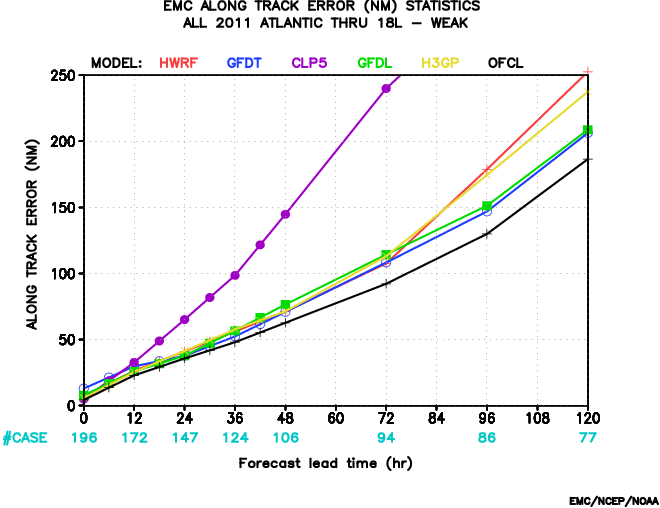 EMC ALONG TRACK ERROR (NM) STATISTICS
ALL 2011 ATLANTIC THRU 18L – WEAK
MODEL: HWRF GFDT CLP5 GFDL H3GP OFCL
250
200
150
100
50
0
ALONG TRACK ERROR (NM)
0 12 24 36 48 60 72 84 96 108 120
#CASE 196 172 147 124 106 94 86 77
Forecast lead time (hr)
EMC/NCEP/NOAA